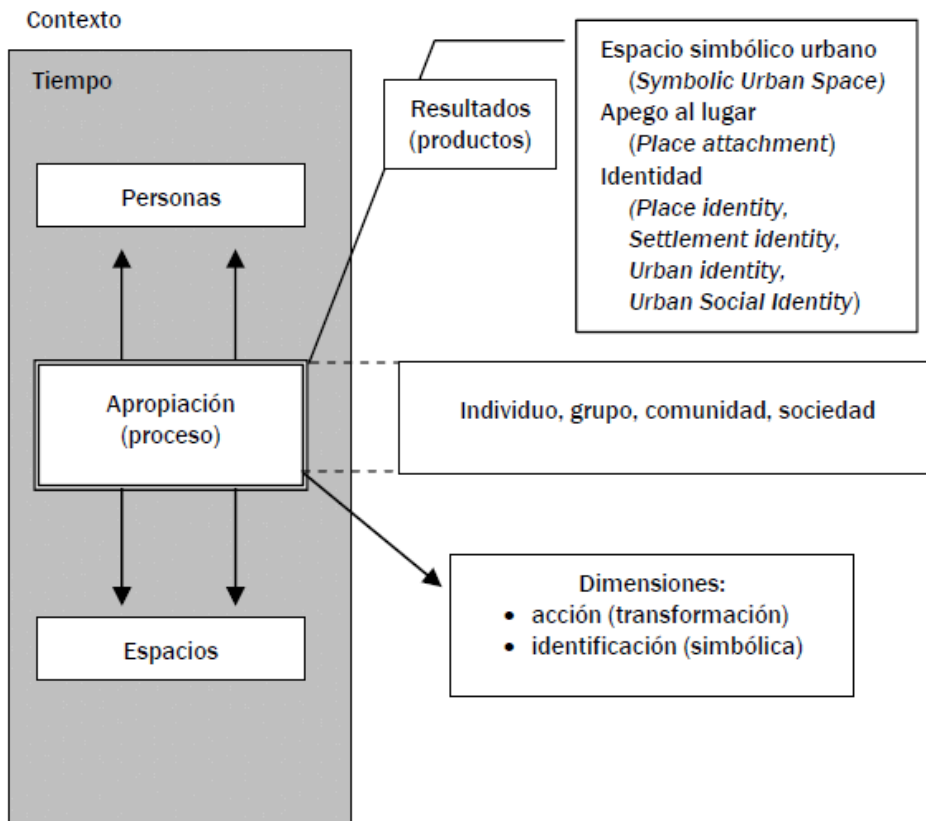 Contexto
Tiempo
Personas
Apropiación
(proceso)
Espacios
Resultados
(productos)
Espacio simbólico urbano
(Symbolic Urban Space)
Apego al lugar
(Place attachment)
Identidad
(Place identity,
Settlement identity,
Urban identity,
Urban Social Identity)
Individuo, grupo, comunidad, sociedad
Dimensiones:
• acción (transformación)
• identificación (simbólica)